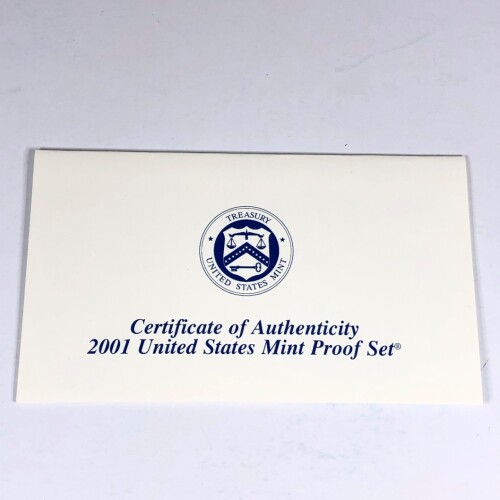 TREASURY
UNITED STATES MINT
Certificate of Authenticity
2001 United States Mint Proof Set®